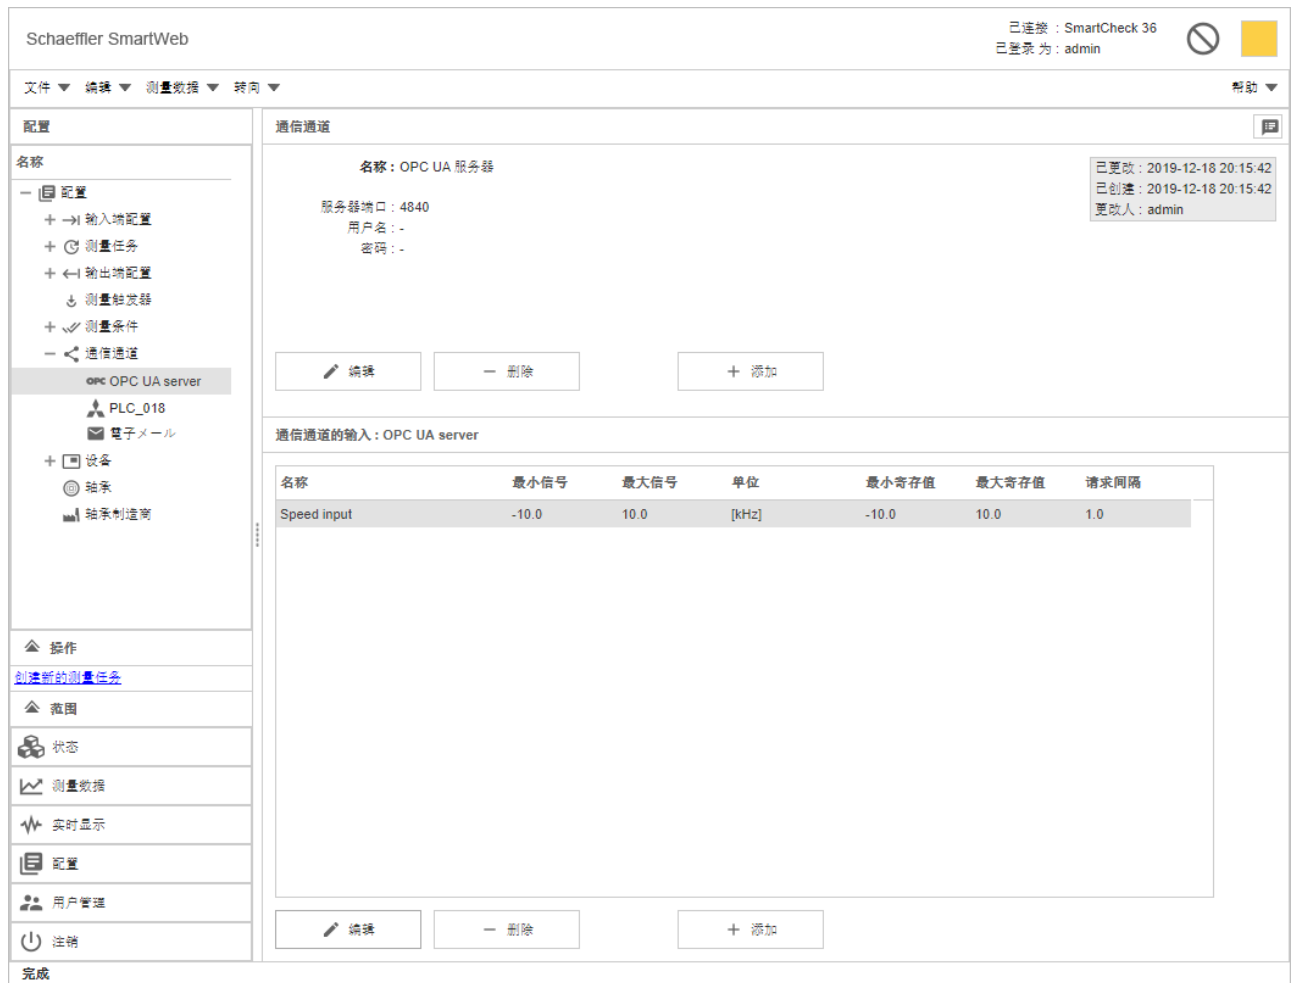 Schaeffler SmartWeb
已连接 : SmartCheck 36
已登录 为 : admin
文件 编辑 测量数据 转向 帮助
配置
名称
配置
输入端配置
测量任务
输出端配置
测量触发器
测量条件
通信通道
OPC OPC UA server
PLC_018
電子メール
设备
轴承
轴承制造商
操作
创建新的测量任务
范围
状态
测量数据
实时显示
配置
用户管理
注销
完成
通信通道
名称 : OPC UA 服务器
服务器端口 : 4840
用户名 : -
密码 : -
已更改 : 2019-12-18 20:15:42
已创建 : 2019-12-18 20:15:42
更改人 : admin
编辑 删除 添加
通信通道的输入 : OPC UA server
名称 最小信号 最大信号 单位 最小寄存值 最大寄存值 请求间隔
Speed input -10.0 10.0 [kHz] -10.0 10.0 1.0
编辑 删除 添加